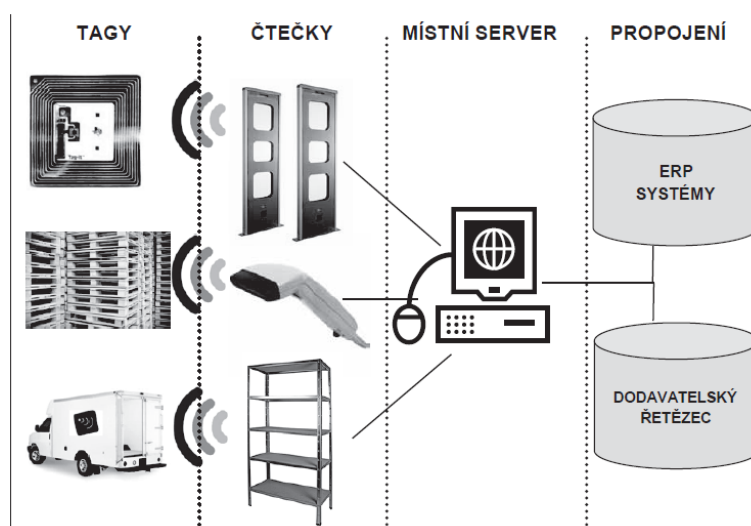 TAGY
ČTEČKY
MÍSTNÍ SERVER
PROPOJENÍ
ERP
SYSTÉMY
DODAVATELSKÝ
ŘETĚZEC